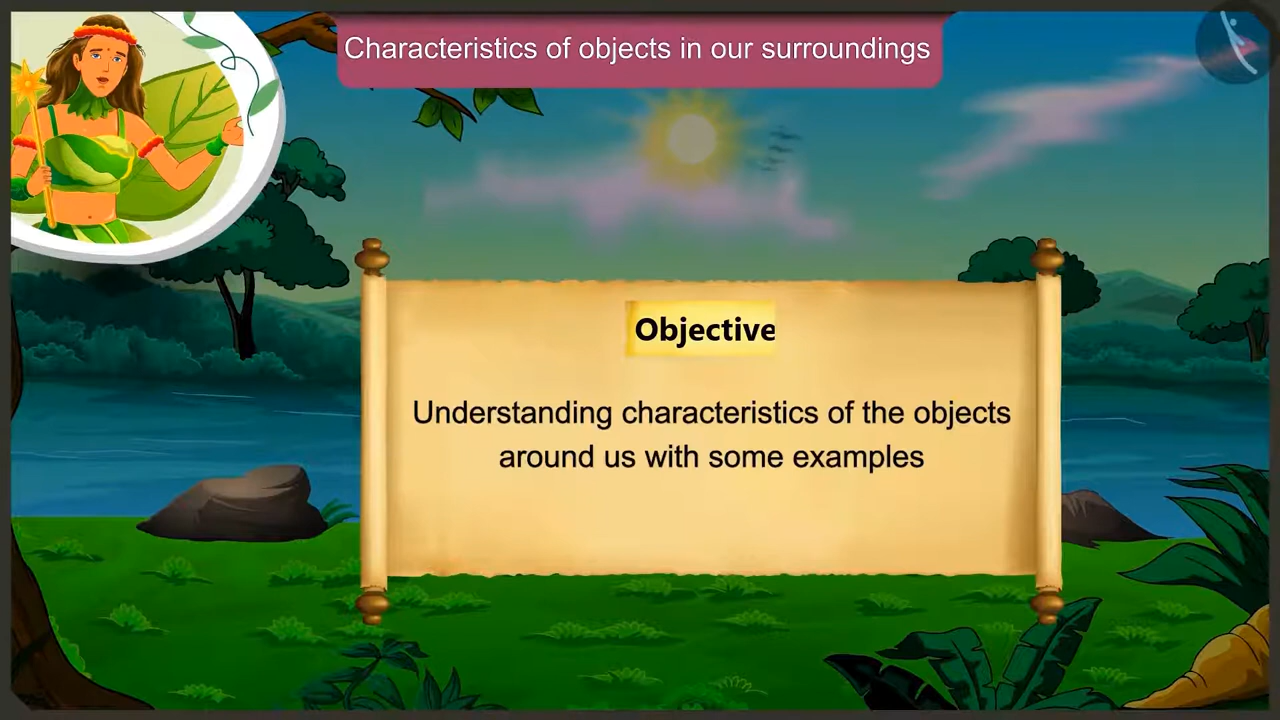 Characteristics of objects in our surroundings
Objective
Understanding characteristics of the objects
around us with some examples